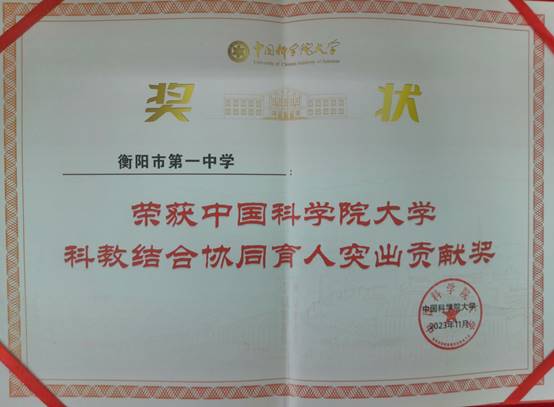 中国科学院大学
University of Chinese Academy of Sciences
奖状
衡阳市第一中学：
荣获中国科学院大学
科教结合协同育人突出贡献奖
中国科学院大学
2023年11月